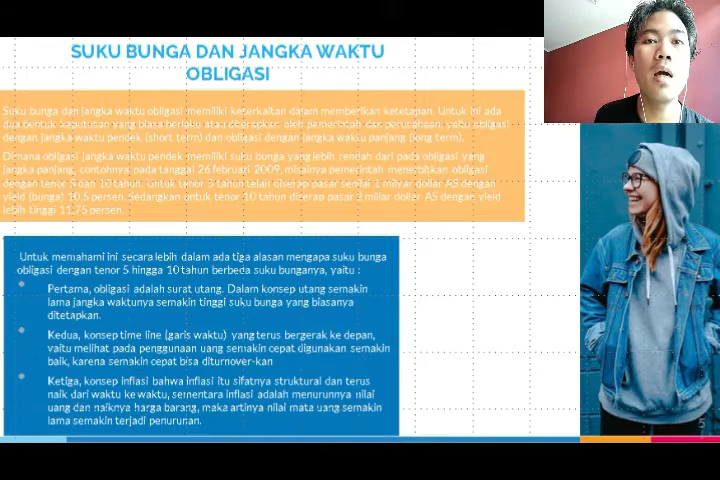 SUKU BUNGA DAN JANGKA WAKTU
OBLIGASI
Suku bunga dan jangka waktu obligasi memiliki keterkaitan dalam memberikan ketetapan. Untuk ini ada
dua bentuk keputusan yang biasa berlaku atau diterapkan oleh pemerintah dan perusahaan, yaitu obligasi
dengan jangka waktu pendek (short term) dan obligasi dengan jangka waktu panjang (long term).
Dimana obligasi jangka waktu pendek memiliki suku bunga yang lebih rendah dari pada obligasi yang
jangka panjang, contohnya, pada tanggal 26 februari 2009, misalnya pemerintah menerbitkan obligasi
dengan tenor 5 dan 10 tahun. Untuk tenor 5 tahun telah diserap pasar senilai 1 milyar dollar AS dengan
yield (bunga) 10,5 persen. Sedangkan untuk tenor 10 tahun diserap pasar 2 miliar dollar AS dengan yield
lebih tinggi 11,75 persen.
Untuk memahami ini secara lebih dalam ada tiga alasan mengapa suku bunga
obligasi dengan tenor 5 hingga 10 tahun berbeda suku bunganya, yaitu :
Pertama, obligasi adalah surat utang. Dalam konsep utang semakin
lama jangka waktunya semakin tinggi suku bunga yang biasanya
ditetapkan.
Kedua, konsep time line (garis waktu) yang terus bergerak ke depan,
yaitu melihat pada penggunaan uang semakin cepat digunakan semakin
baik, karena semakin cepat bisa diturnover-kan
Ketiga, konsep inflasi bahwa inflasi itu sifatnya struktural dan terus
naik dari waktu ke waktu, sementara inflasi adalah menurunnya nilai
uang dan naiknya harga barang, maka artinya nilai mata uang semakin
lama semakin terjadi penurunan.
5